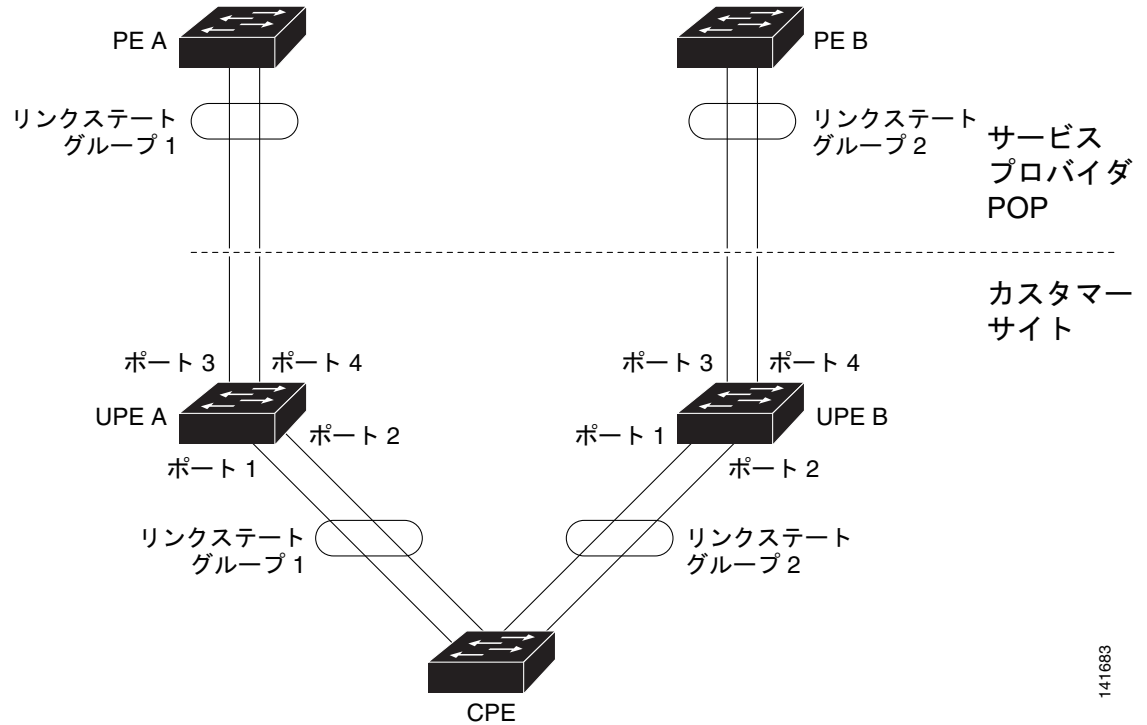 PE A
PE B
リンクステート
グループ 1
リンクステート
グループ 2
サービス
プロバイダ
POP
カスタマー
サイト
ポート 3
ポート 4
ポート 3
ポート 4
UPE A
UPE B
ポート 2
ポート 1
ポート 1
ポート 2
リンクステート
グループ 1
リンクステート
グループ 2
CPE
141683